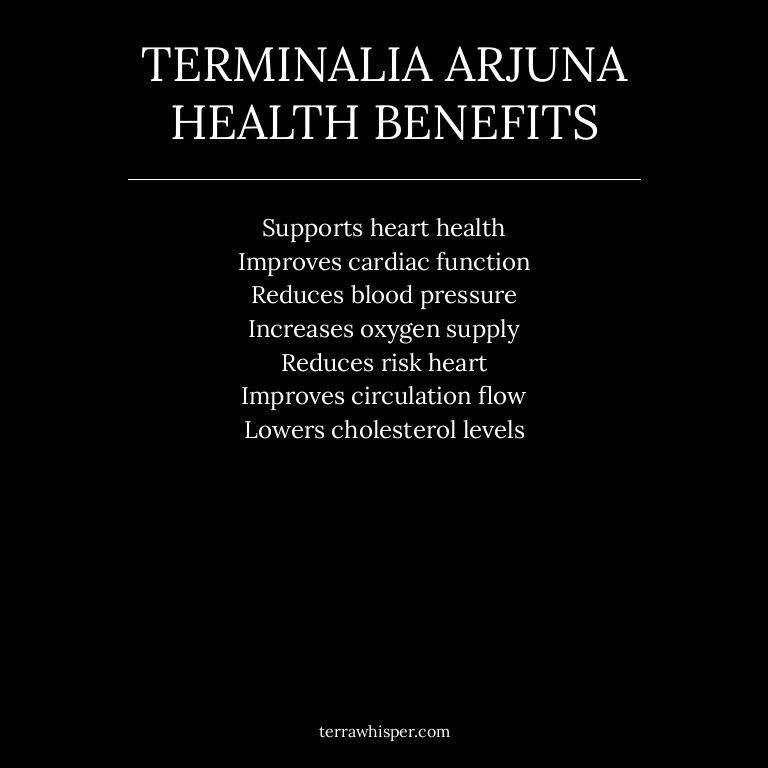 TERMINALIA ARJUNA
HEALTH BENEFITS
Supports heart health
Improves cardiac function
Reduces blood pressure
Increases oxygen supply
Reduces risk heart
Improves circulation flow
Lowers cholesterol levels
terrawhisper.com